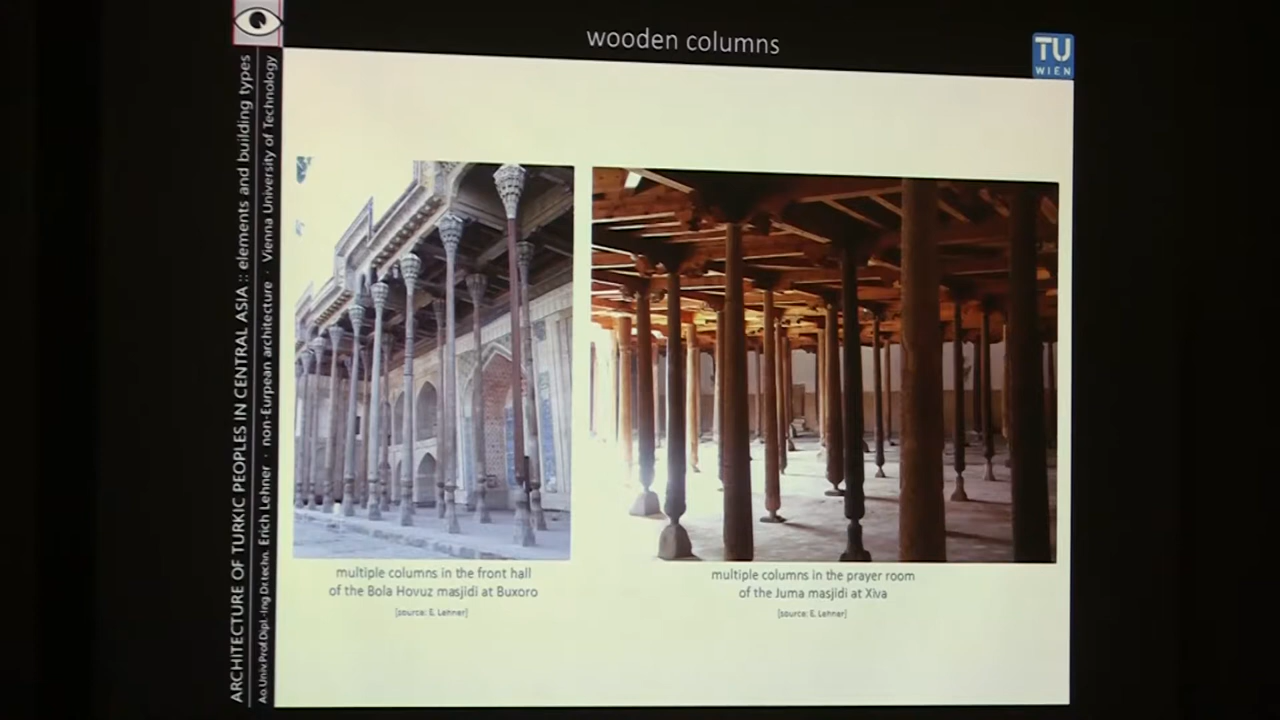 wooden columns
TU
WIEN
ARCHITECTURE OF TURKIC PEOPLES IN CENTRAL ASIA :: elements and building types
Ao.Univ.Prof.Dipl.-Ing Dr.techn. Erich Lehner · non-Eurpean architecture · Vienna University of Technology
multiple columns in the front hall
of the Bola Hovuz masjidi at Buxoro
[source: E. Lehner]
multiple columns in the prayer room
of the Juma masjidi at Xiva
[source: E. Lehner]